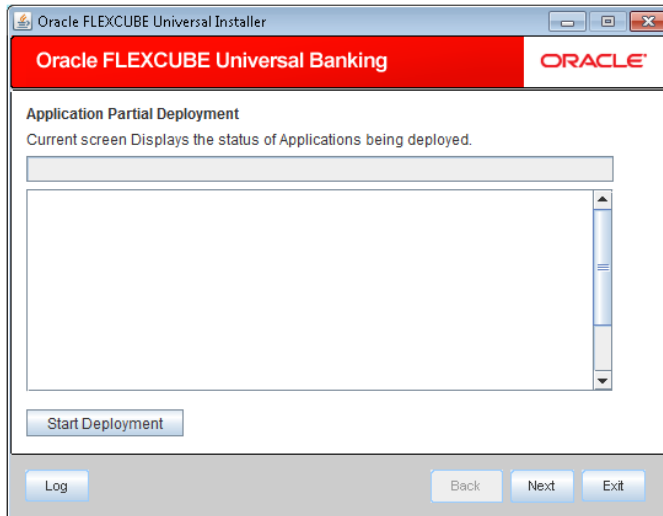 Oracle FLEXCUBE Universal Installer
Oracle FLEXCUBE Universal Banking
ORACLE
Application Partial Deployment
Current screen Displays the status of Applications being deployed.
Start Deployment
Log
Back
Next
Exit